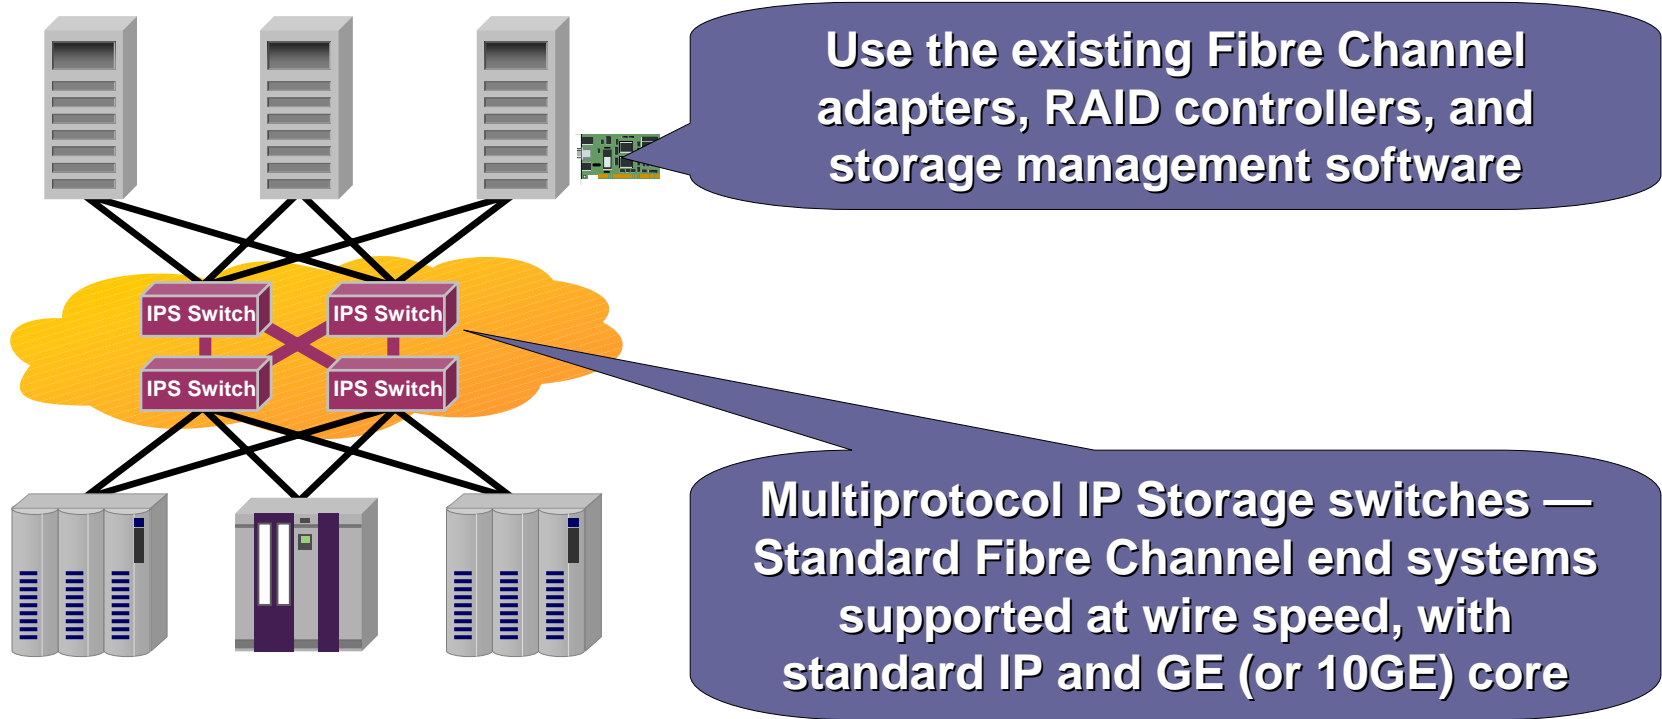 Use the existing Fibre Channel
adapters, RAID controllers, and
storage management software
IPS Switch
IPS Switch
IPS Switch
IPS Switch
Multiprotocol IP Storage switches —
Standard Fibre Channel end systems
supported at wire speed, with
standard IP and GE (or 10GE) core